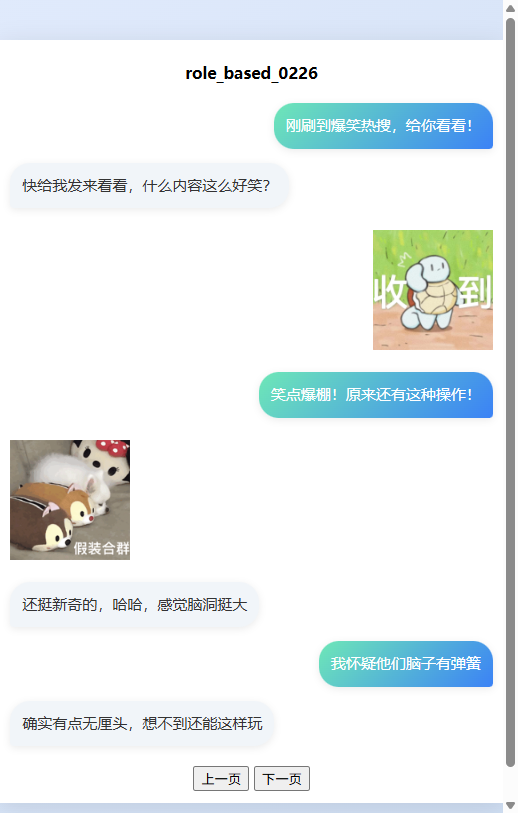 role_based_0226
刚刷到爆笑热搜，给你看看！
快给我发来看看，什么内容这么好笑？
收到
笑点爆棚！原来还有这种操作！
假装合群
还挺新奇的，哈哈，感觉脑洞挺大
我怀疑他们脑子有弹簧
确实有点无厘头，想不到还能这样玩
上一页 下一页